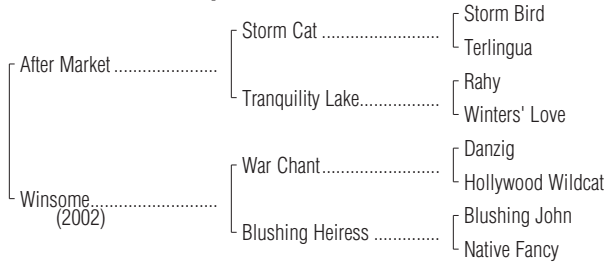 Storm Bird
Storm Cat ......................
Terlingua
After Market ....................
Rahy
Tranquility Lake...............
Winters' Love
Danzig
War Chant......................
Hollywood Wildcat
Winsome........................
(2002)
Blushing John
Blushing Heiress .............
Native Fancy